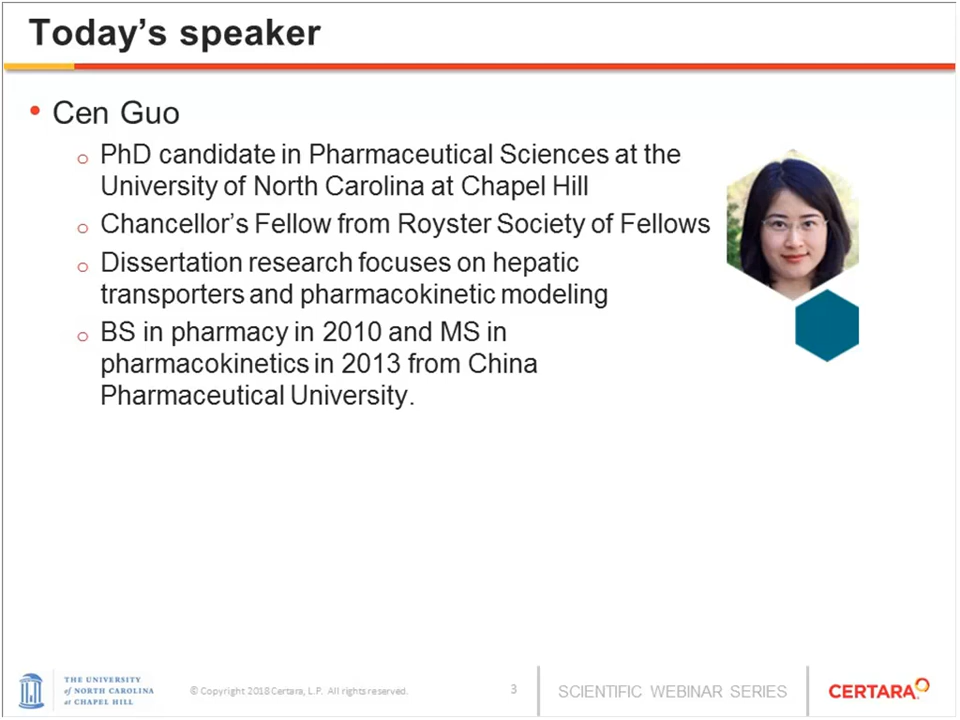 Today's speaker
• Cen Guo
o PhD candidate in Pharmaceutical Sciences at the
University of North Carolina at Chapel Hill
o Chancellor's Fellow from Royster Society of Fellows
o Dissertation research focuses on hepatic
transporters and pharmacokinetic modeling
o BS in pharmacy in 2010 and MS in
pharmacokinetics in 2013 from China
Pharmaceutical University.
THE UNIVERSITY
of NORTH CAROLINA
at CHAPEL HILL
© Copyright 2018 Certara, L.P. All rights reserved.
3
SCIENTIFIC WEBINAR SERIES
CERTARA